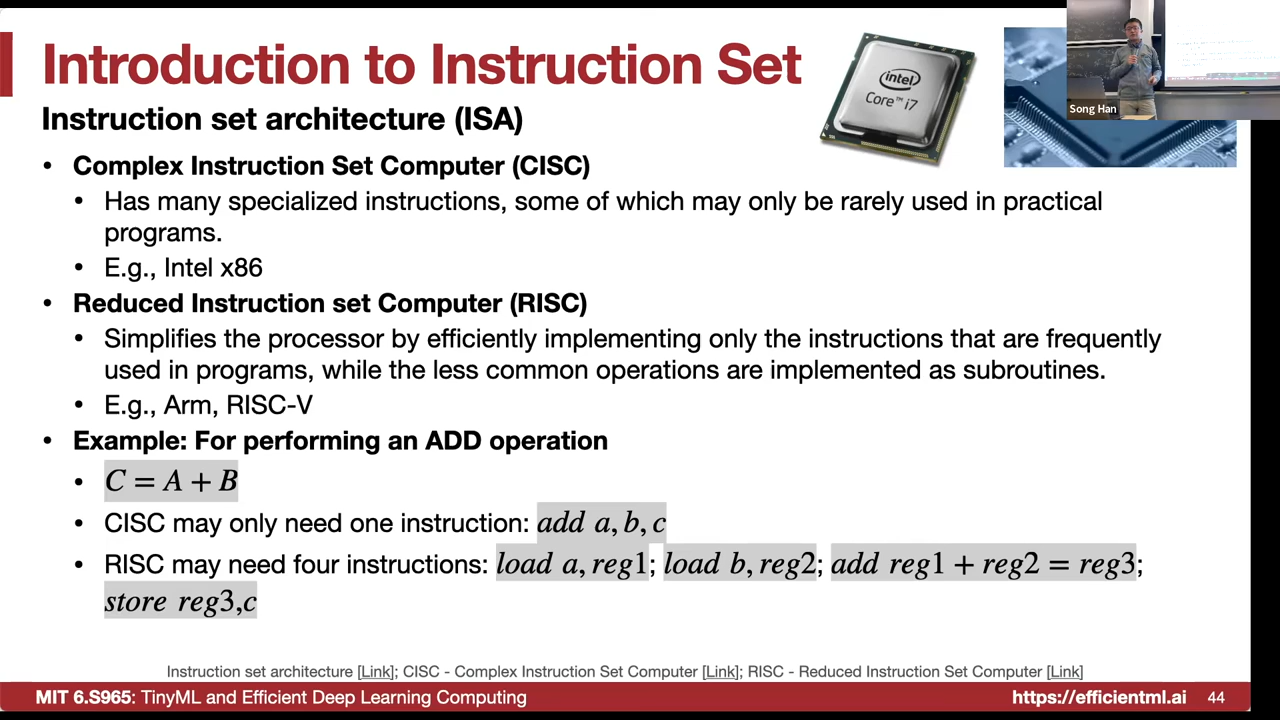 Introduction to Instruction Set
intel
Core™ i7
Song Han
Instruction set architecture (ISA)
• Complex Instruction Set Computer (CISC)
• Has many specialized instructions, some of which may only be rarely used in practical
programs.
• E.g., Intel x86
• Reduced Instruction set Computer (RISC)
• Simplifies the processor by efficiently implementing only the instructions that are frequently
used in programs, while the less common operations are implemented as subroutines.
• E.g., Arm, RISC-V
• Example: For performing an ADD operation
• C = A + B
• CISC may only need one instruction: add a, b, c
• RISC may need four instructions: load a, reg1; load b, reg2; add reg1 + reg2 = reg3;
store reg3,c
Instruction set architecture [Link]; CISC - Complex Instruction Set Computer [Link]; RISC - Reduced Instruction Set Computer [Link]
MIT 6.S965: TinyML and Efficient Deep Learning Computing
https://efficientml.ai
44